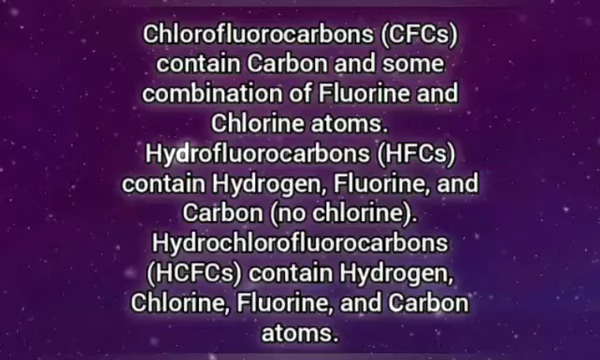 Chlorofluorocarbons (CFCs)
contain Carbon and some
combination of Fluorine and
Chlorine atoms.
Hydrofluorocarbons (HFCs)
contain Hydrogen, Fluorine, and
Carbon (no chlorine).
Hydrochlorofluorocarbons
(HCFCs) contain Hydrogen,
Chlorine, Fluorine, and Carbon
atoms.